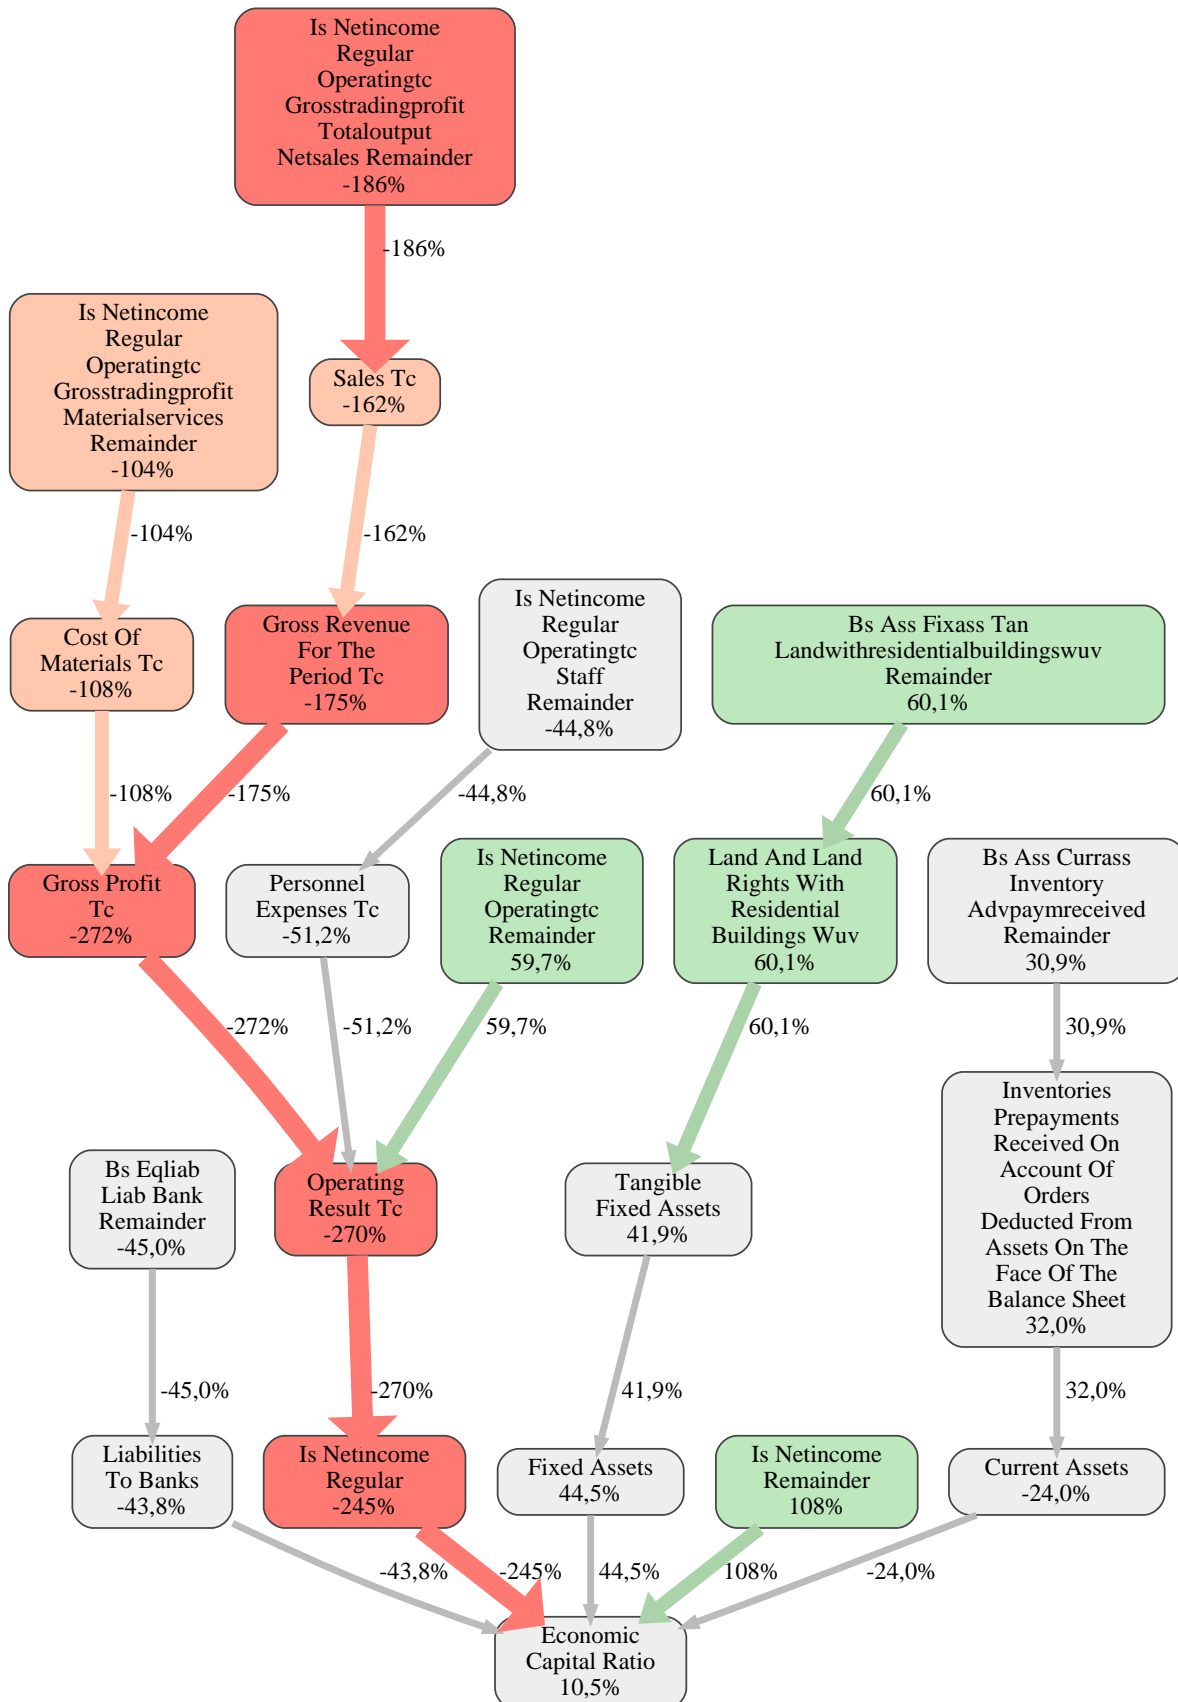 Is Netincome
Regular
Operatingtc
Grosstradingprofit
Totaloutput
Netsales Remainder
-186%
-186%
Is Netincome
Regular
Operatingtc
Grosstradingprofit
Materialservices
Remainder
-104%
Sales Tc
-162%
-104%
-162%
Is Netincome
Regular
Operatingtc
Staff
Remainder
-44,8%
Cost Of
Materials Tc
-108%
Gross Revenue
For The
Period Tc
-175%
Bs Ass Fixass Tan
Landwithresidentialbuildingswuv
Remainder
60,1%
-108%
-175%
-44,8%
60,1%
Gross Profit
Tc
-272%
Personnel
Expenses Tc
-51,2%
Is Netincome
Regular
Operatingtc
Remainder
59,7%
Land And Land
Rights With
Residential
Buildings Wuv
60,1%
Bs Ass Currass
Inventory
Advpaymreceived
Remainder
30,9%
-272%
-51,2%
59,7%
60,1%
30,9%
Bs Eqliab
Liab Bank
Remainder
-45,0%
Operating
Result Tc
-270%
Tangible
Fixed Assets
41,9%
Inventories
Prepayments
Received On
Account Of
Orders
Deducted From
Assets On The
Face Of The
Balance Sheet
32,0%
-45,0%
-270%
41,9%
32,0%
Liabilities
To Banks
-43,8%
Is Netincome
Regular
-245%
Fixed Assets
44,5%
Is Netincome
Remainder
108%
Current Assets
-24,0%
-43,8%
-245%
44,5%
108%
-24,0%
Economic
Capital Ratio
10,5%